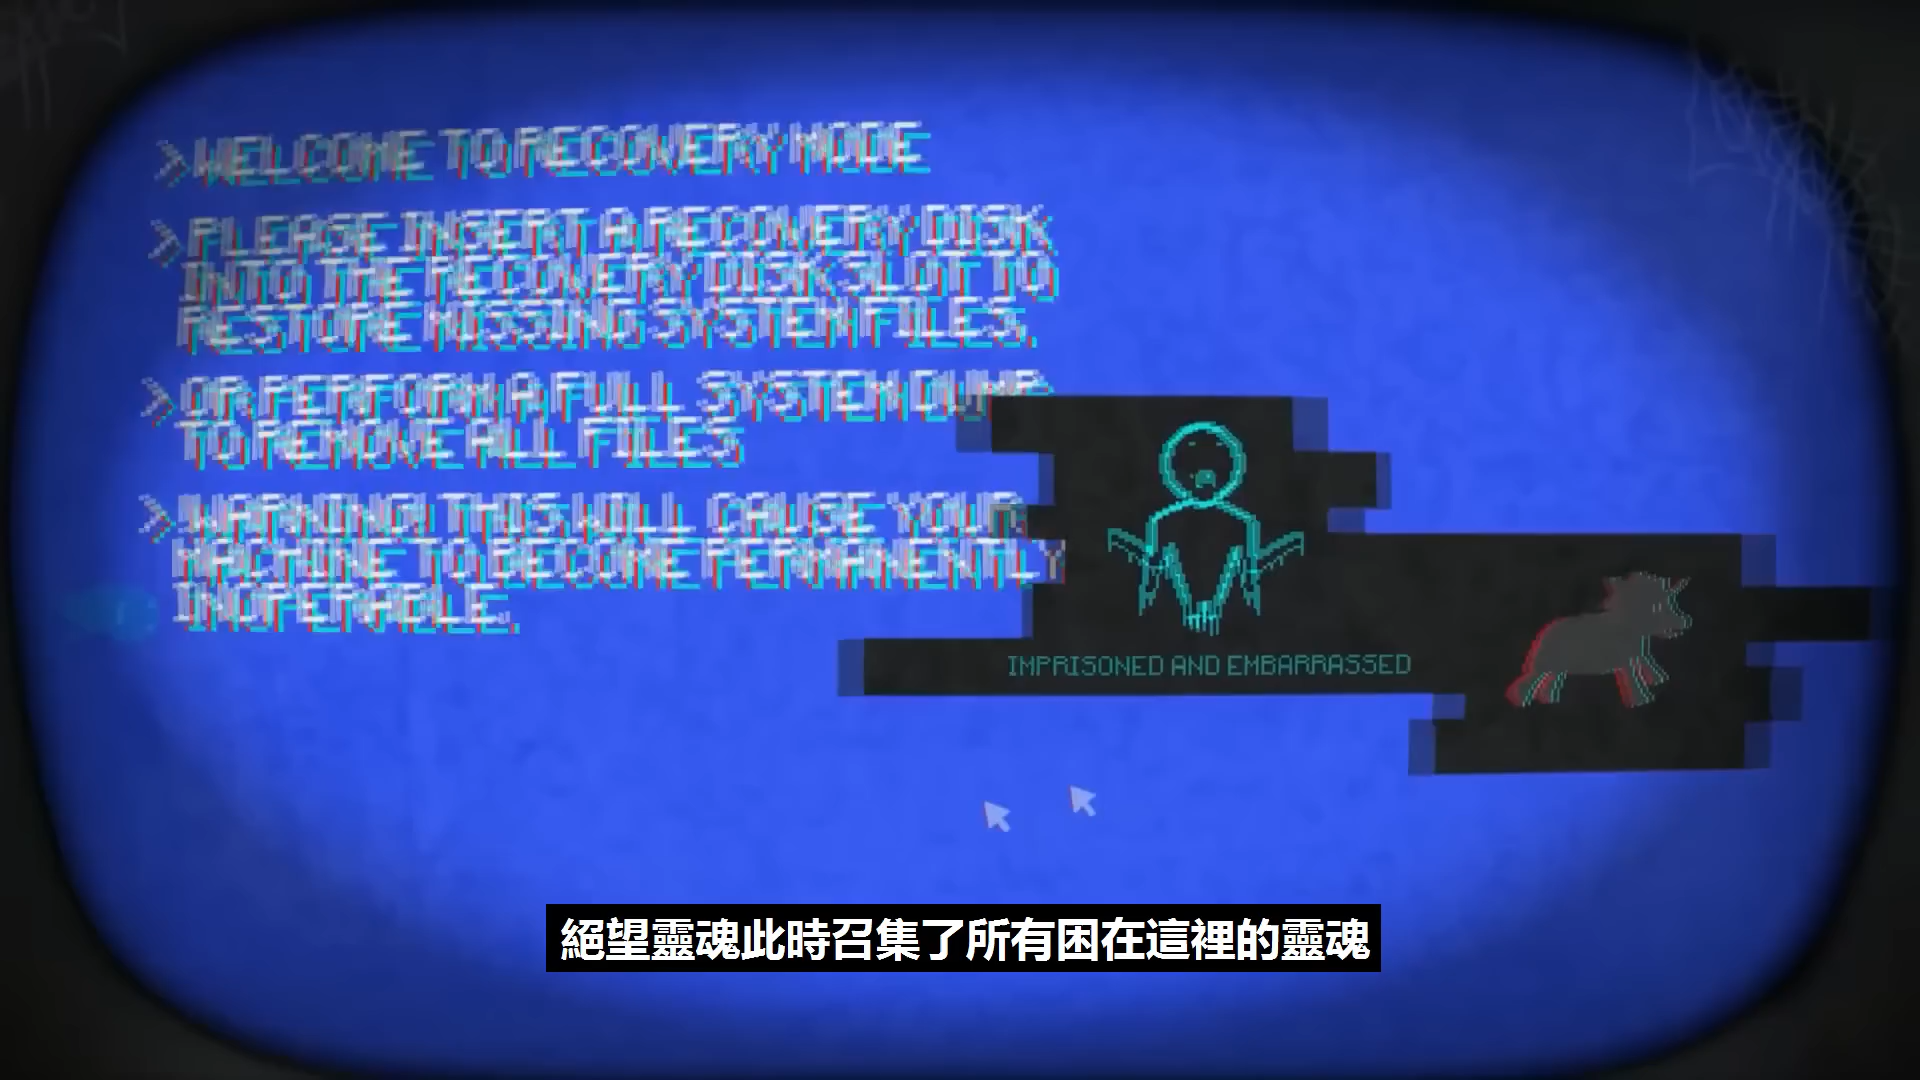 >WELCOME TO RECOVERY MODE
>PLEASE INSERT A RECOVERY DISK
INTO THE RECOVERY DISK SLOT TO
RESTORE MISSING SYSTEM FILES.
>OR PERFORM A FULL SYSTEM DUMP
TO REMOVE ALL FILES
>WARNING! THIS WILL CAUSE YOUR
MACHINE TO BECOME PERMANENTLY
INOPERABLE.
IMPRISONED AND EMBARRASSED
絕望靈魂此時召集了所有困在這裡的靈魂